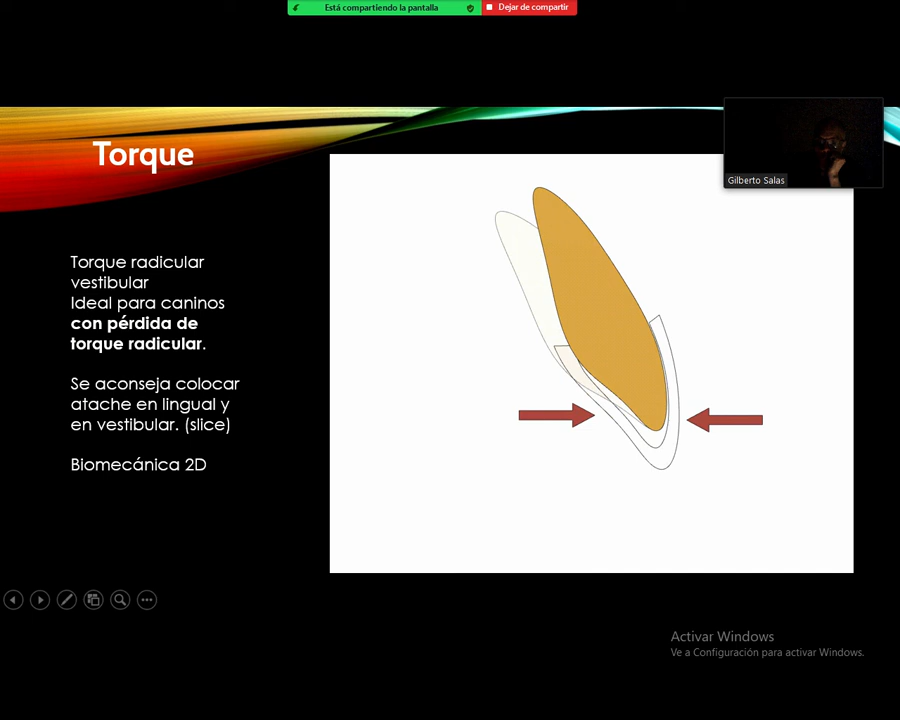 Está compartiendo la pantalla
Dejar de compartir
Torque
Gilberto Salas
Torque radicular
vestibular
Ideal para caninos
con pérdida de
torque radicular.
Se aconseja colocar
atache en lingual y
en vestibular. (slice)
Biomecánica 2D
Activar Windows
Ve a Configuración para activar Windows.